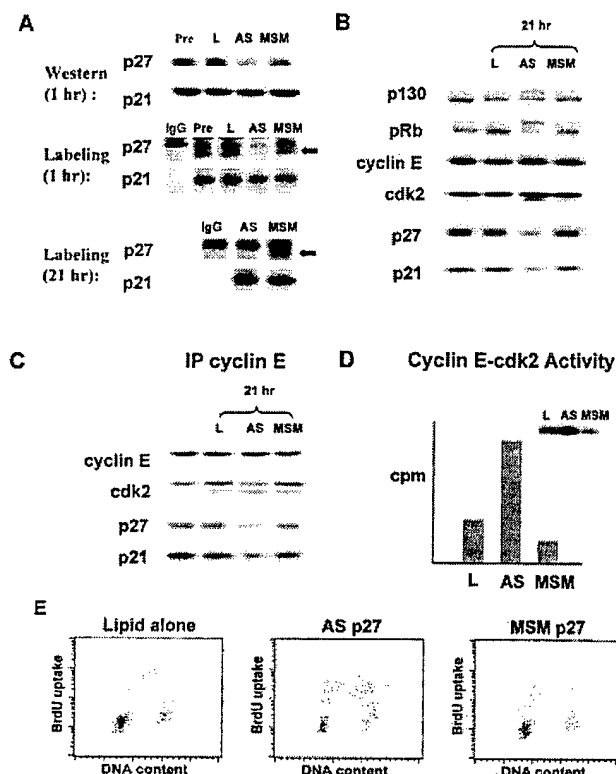 A
Pre L AS MSM
Western (1 hr) :
p27
p21
IgG Pre L AS MSM
Labeling (1 hr):
p27
p21
IgG AS MSM
Labeling (21 hr):
p27
p21
B
21 hr
L AS MSM
p130
pRb
cyclin E
cdk2
p27
p21
C
IP cyclin E
21 hr
L AS MSM
cyclin E
cdk2
p27
p21
D
Cyclin E-cdk2 Activity
L AS MSM
cpm
L AS MSM
E
Lipid alone
BrdU uptake
DNA content
AS p27
BrdU uptake
DNA content
MSM p27
BrdU uptake
DNA content